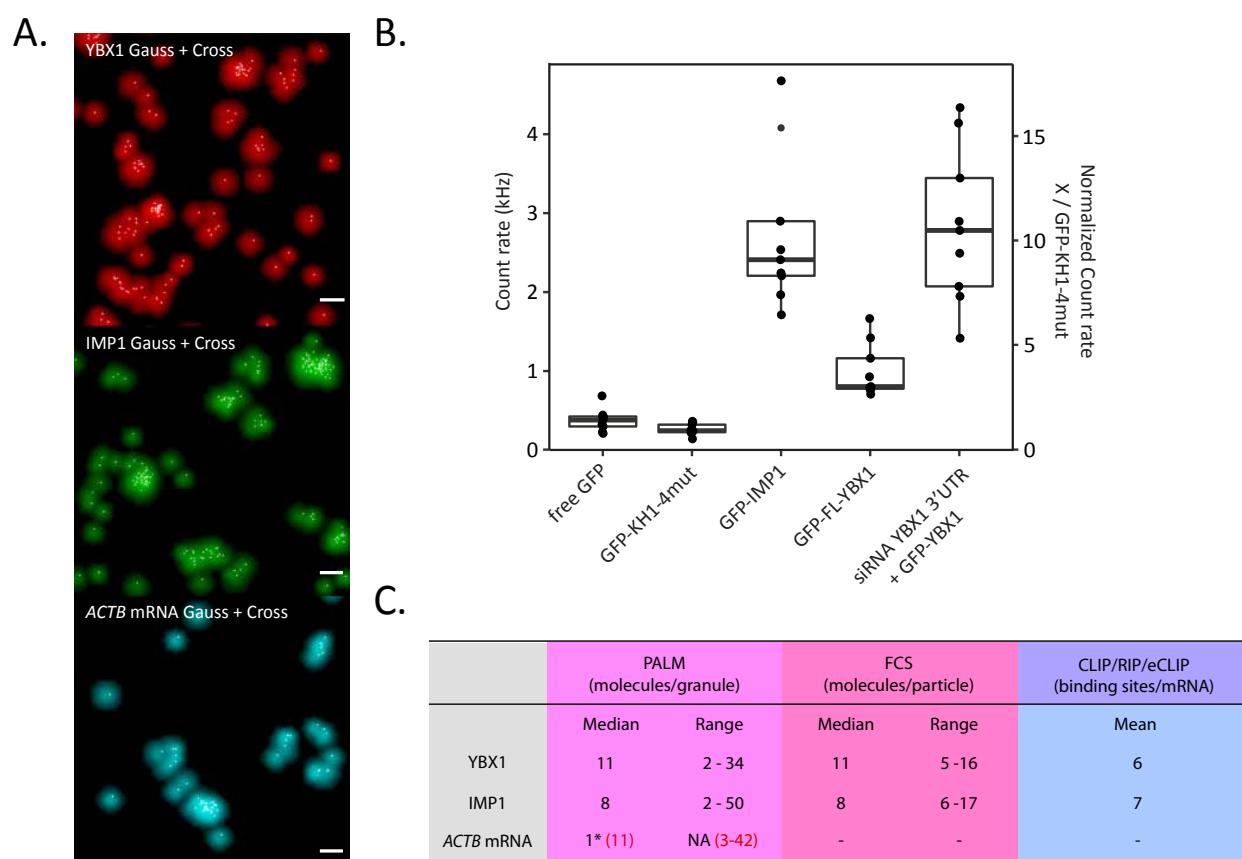 A.
YBX1 Gauss + Cross
IMP1 Gauss + Cross
ACTB mRNA Gauss + Cross
B.
Count rate (kHz)
4
3
2
1
0
15
10
5
0
Normalized Count rate
X / GFP-KH1-4mut
free GFP
GFP-KH1-4mut
GFP-IMP1
GFP-FL-YBX1
siRNA YBX1 3’UTR
+ GFP-YBX1
C.
PALM
(molecules/granule)
FCS
(molecules/particle)
CLIP/RIP/eCLIP
(binding sites/mRNA)
Median Range Median Range Mean
YBX1 11 2 - 34 11 5 -16 6
IMP1 8 2 - 50 8 6 -17 7
ACTB mRNA 1* (11) NA (3-42) - - -